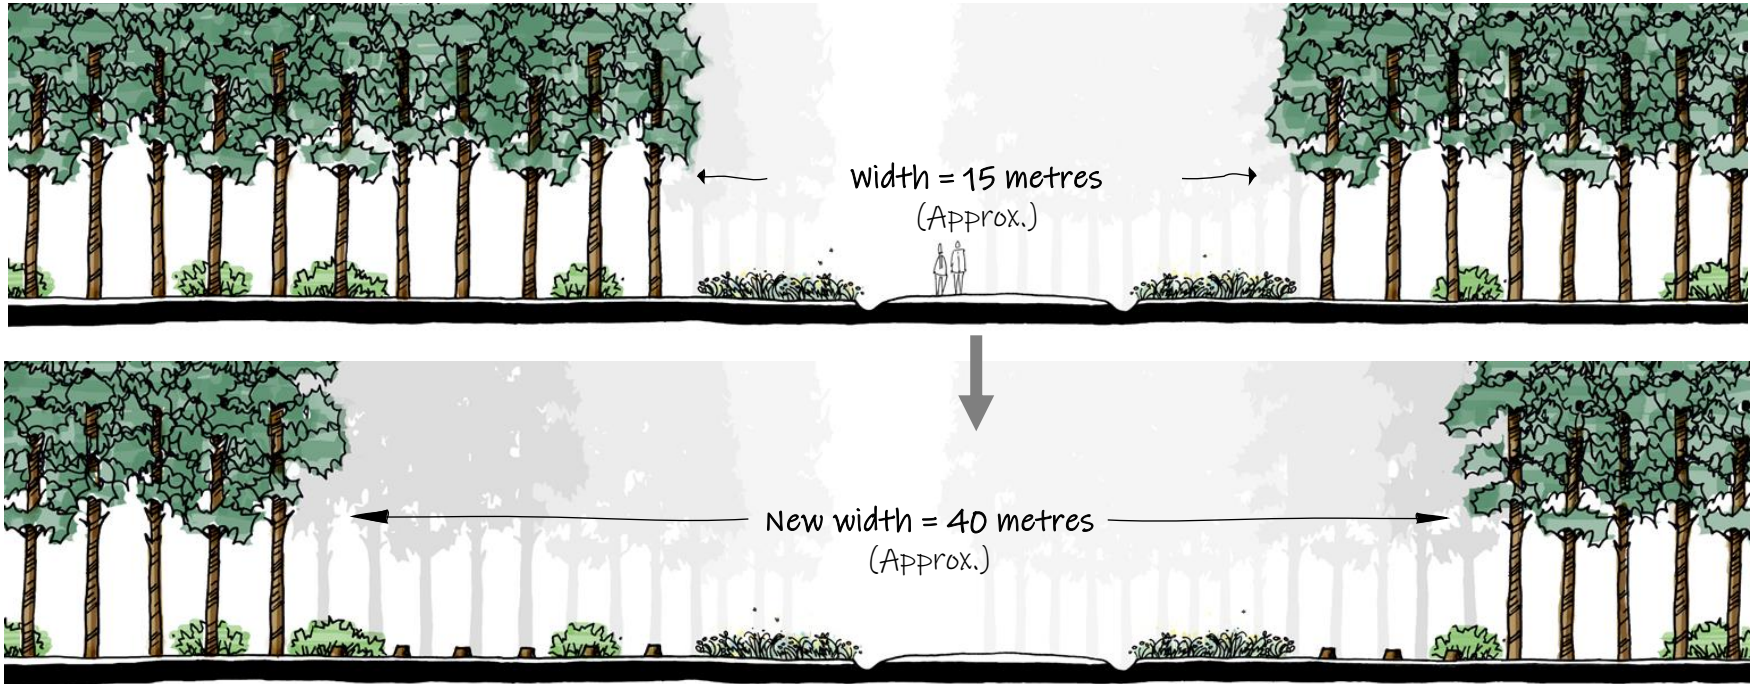 Width = 15 metres
(Approx.)
New width = 40 metres
(Approx.)